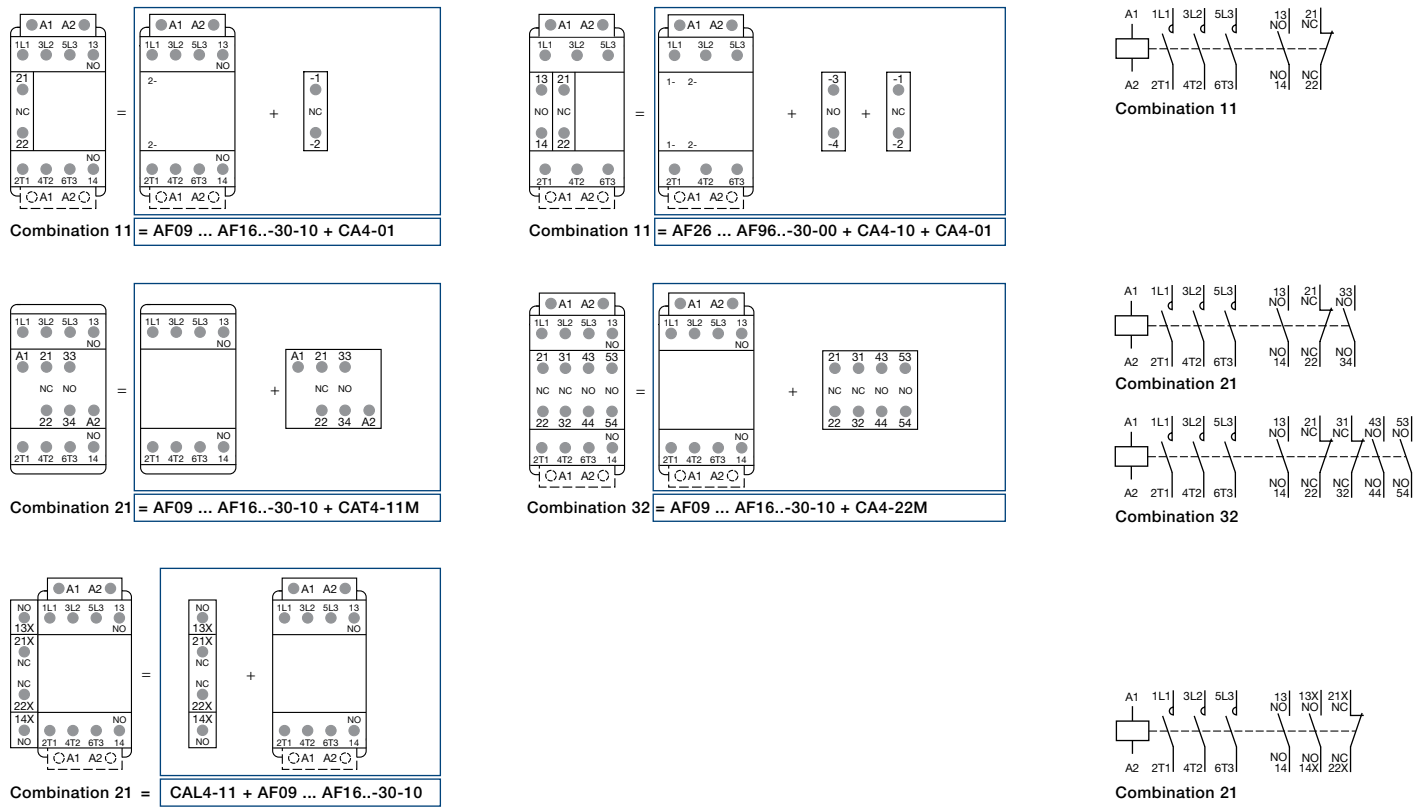 A1 A2 A1 A2
1L1 3L2 5L3 13 1L1 3L2 5L3 13
NO NO
21 2- -1
NC = + NC
22 2- -2
NO NO
2T1 4T2 6T3 14 2T1 4T2 6T3 14
A1 A2 A1 A2
Combination 11 = AF09 ... AF16..-30-10 + CA4-01
A1 A2 A1 A2
1L1 3L2 5L3 1L1 3L2 5L3
13 21 1- 2- -3 -1
NO NC = + NO + NC
14 22 1- 2- -4 -2
2T1 4T2 6T3 2T1 4T2 6T3
A1 A2 A1 A2
Combination 11 = AF26 ... AF96..-30-00 + CA4-10 + CA4-01
A1 1L1 3L2 5L3 13 21
NO NC
NO NC
A2 2T1 4T2 6T3 14 22
Combination 11
1L1 3L2 5L3 13 1L1 3L2 5L3 13
NO NO
A1 21 33 A1 21 33
NC NO = + NC NO
22 34 A2 22 34 A2
NO NO
2T1 4T2 6T3 14 2T1 4T2 6T3 14
Combination 21 = AF09 ... AF16..-30-10 + CAT4-11M
A1 A2 A1 A2
1L1 3L2 5L3 13 1L1 3L2 5L3 13
NO NO
21 31 43 53 21 31 43 53
NC NC NO NO = + NC NC NO NO
22 32 44 54 22 32 44 54
NO NO
2T1 4T2 6T3 14 2T1 4T2 6T3 14
A1 A2 A1 A2
Combination 32 = AF09 ... AF16..-30-10 + CA4-22M
A1 1L1 3L2 5L3 13 21 33
NO NC NO
NO NC NO
A2 2T1 4T2 6T3 14 22 34
Combination 21
A1 1L1 3L2 5L3 13 21 31 43 53
NO NC NC NO NO
NO NC NC NO NO
A2 2T1 4T2 6T3 14 22 32 44 54
Combination 32
A1 A2 A1 A2
NO 1L1 3L2 5L3 13 NO 1L1 3L2 5L3 13
13X NO 13X NO
21X 21X
NC NC
= +
NC NC
22X 22X
14X NO 14X NO
NO 2T1 4T2 6T3 14 NO 2T1 4T2 6T3 14
A1 A2 A1 A2
Combination 21 = CAL4-11 + AF09 ... AF16..-30-10
A1 1L1 3L2 5L3 13 13X 21X
NO NO NC
NO NO NC
A2 2T1 4T2 6T3 14 14X 22X
Combination 21